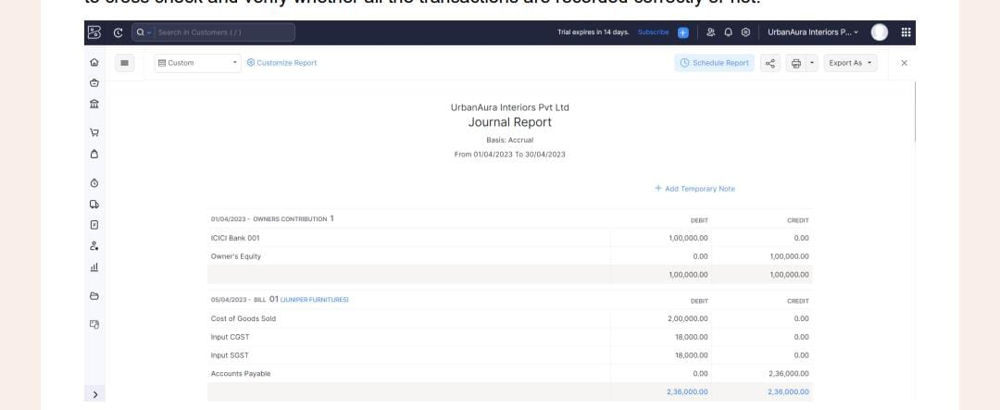 to cross check and verify whether all the transactions are recorded correctly or not.
Search in Customers ( / )
Trial expires in 14 days. Subscribe
UrbanAura Interiors P...
Custom
Customize Report
Schedule Report
Export As
UrbanAura Interiors Pvt Ltd
Journal Report
Basis: Accrual
From 01/04/2023 To 30/04/2023
+ Add Temporary Note
01/04/2023 - OWNERS CONTRIBUTION 1 DEBIT CREDIT
ICICI Bank 001 1,00,000.00 0.00
Owner's Equity 0.00 1,00,000.00
1,00,000.00 1,00,000.00
05/04/2023 - BILL 01 (JUNIPER FURNITURES) DEBIT CREDIT
Cost of Goods Sold 2,00,000.00 0.00
Input CGST 18,000.00 0.00
Input SGST 18,000.00 0.00
Accounts Payable 0.00 2,36,000.00
2,36,000.00 2,36,000.00